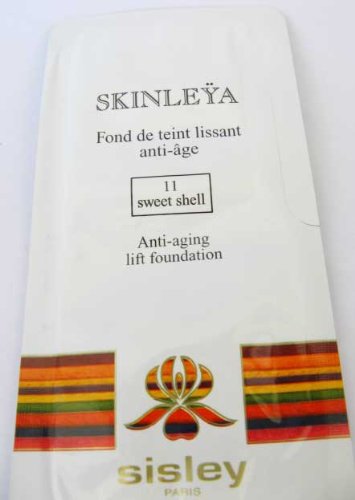 SKINLEŸA
Fond de teint lissant
anti-âge
11
sweet shell
Anti-aging
lift foundation
sisley
PARIS